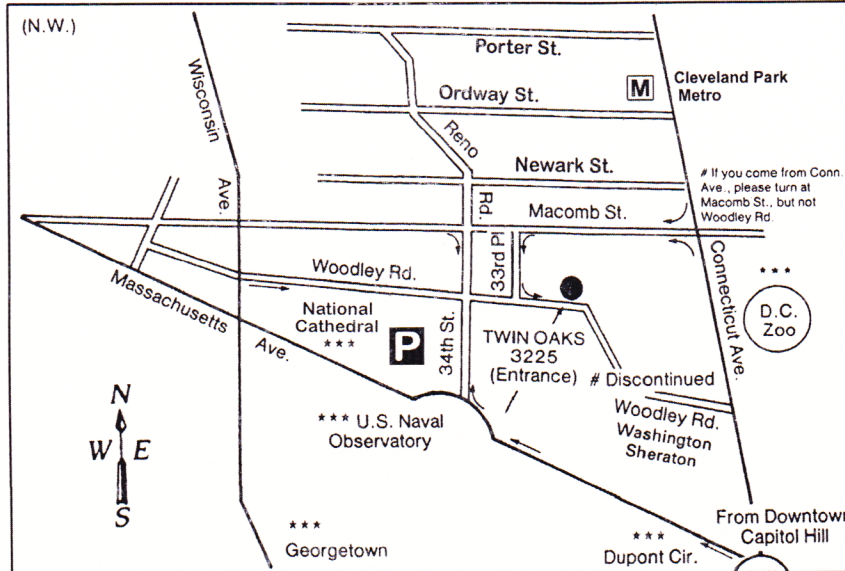 (N.W.)
Porter St.
Wisconsin
Ave.
M
Cleveland Park
Metro
Ordway St.
Reno
Rd.
Newark St.
# If you come from Conn.
Ave., please turn at
Macomb St., but not
Woodley Rd.
Macomb St.
33rd Pl
Woodley Rd.
Massachusetts
Ave.
National
Cathedral
***
P
34th St.
TWIN OAKS
3225
(Entrance)
# Discontinued
Connecticut Ave.
***
D.C.
Zoo
Woodley Rd.
Washington
Sheraton
*** U.S. Naval
Observatory
N
W E
S
***
Georgetown
***
Dupont Cir.
From Downtown
Capitol Hill